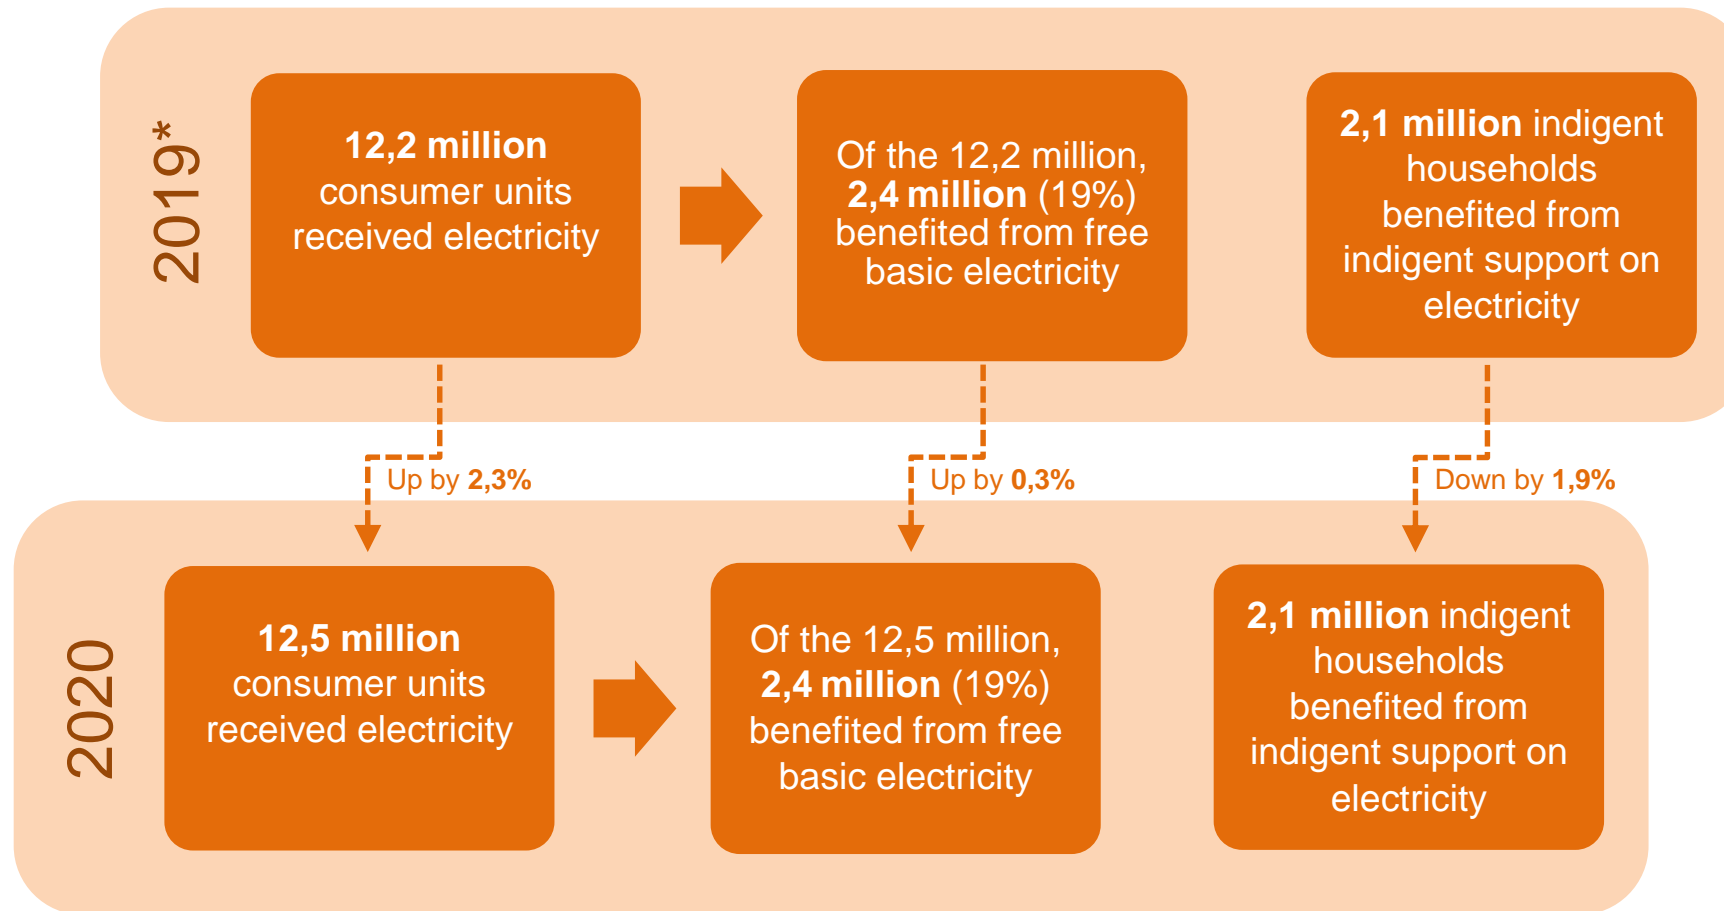 2019*
12,2 million
consumer units
received electricity
Of the 12,2 million,
2,4 million (19%)
benefited from free
basic electricity
2,1 million indigent
households
benefited from
indigent support on
electricity
Up by 2,3%
Up by 0,3%
Down by 1,9%
2020
12,5 million
consumer units
received electricity
Of the 12,5 million,
2,4 million (19%)
benefited from free
basic electricity
2,1 million indigent
households
benefited from
indigent support on
electricity